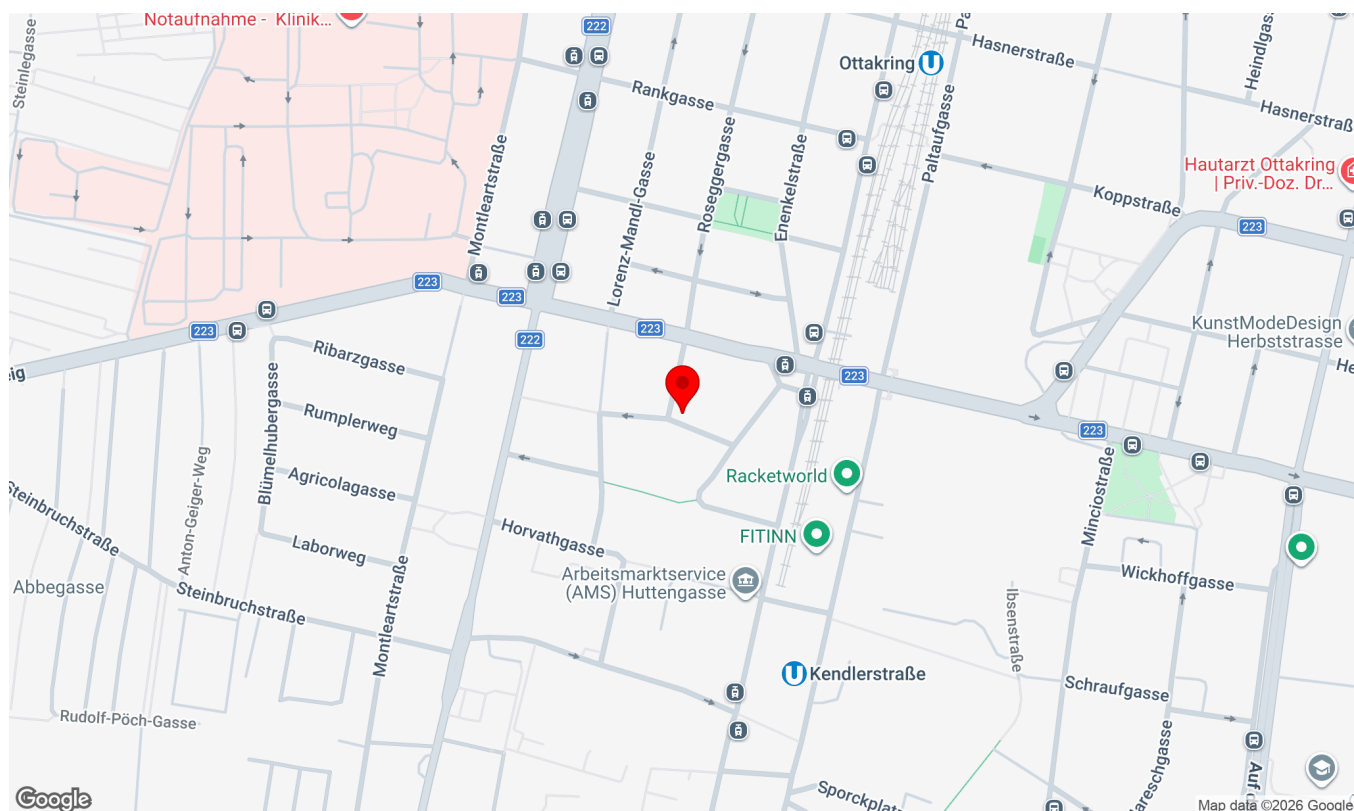 Notaufnahme - Klinik...
222
Hasnerstraße
Heindlgasse
Steinlegasse
Ottakring
U
Rankgasse
Hasnerstraße
Paltaufgasse
Montleartstraße
Lorenz-Mandl-Gasse
Roseggergasse
Enenkelstraße
Hautarzt Ottakring
| Priv.-Doz. Dr...
Koppstraße
223
223
223
223
223
222
223
223
KunstModeDesign
Herbststrasse
Ribarzgasse
Rumplerweg
Blümelhubergasse
Agricolagasse
Anton-Geiger-Weg
Steinbruchstraße
Laborweg
Horvathgasse
Racketworld
FITINN
Arbeitsmarktservice
(AMS) Huttengasse
Minciostraße
Wickhoffgasse
Abbegasse
Steinbruchstraße
Montleartstraße
Ibsenstraße
U
Kendlerstraße
Schraufgasse
Rudolf-Pöch-Gasse
Sporckplatz
Auf
Google
Map data ©2026 Google